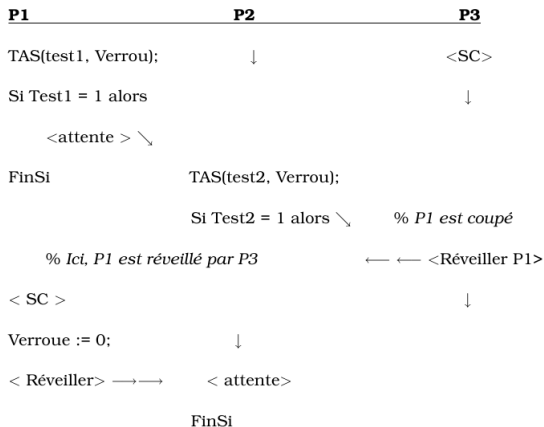 P1 P2 P3
TAS(test1, Verrou); ↓ <SC>
Si Test1 = 1 alors ↓
<attente > ↘
FinSi TAS(test2, Verrou);
Si Test2 = 1 alors ↘ % P1 est coupé
% Ici, P1 est réveillé par P3 ← ← <Réveiller P1>
< SC > ↓
Verroue := 0; ↓
< Réveiller> →→ < attente>
FinSi